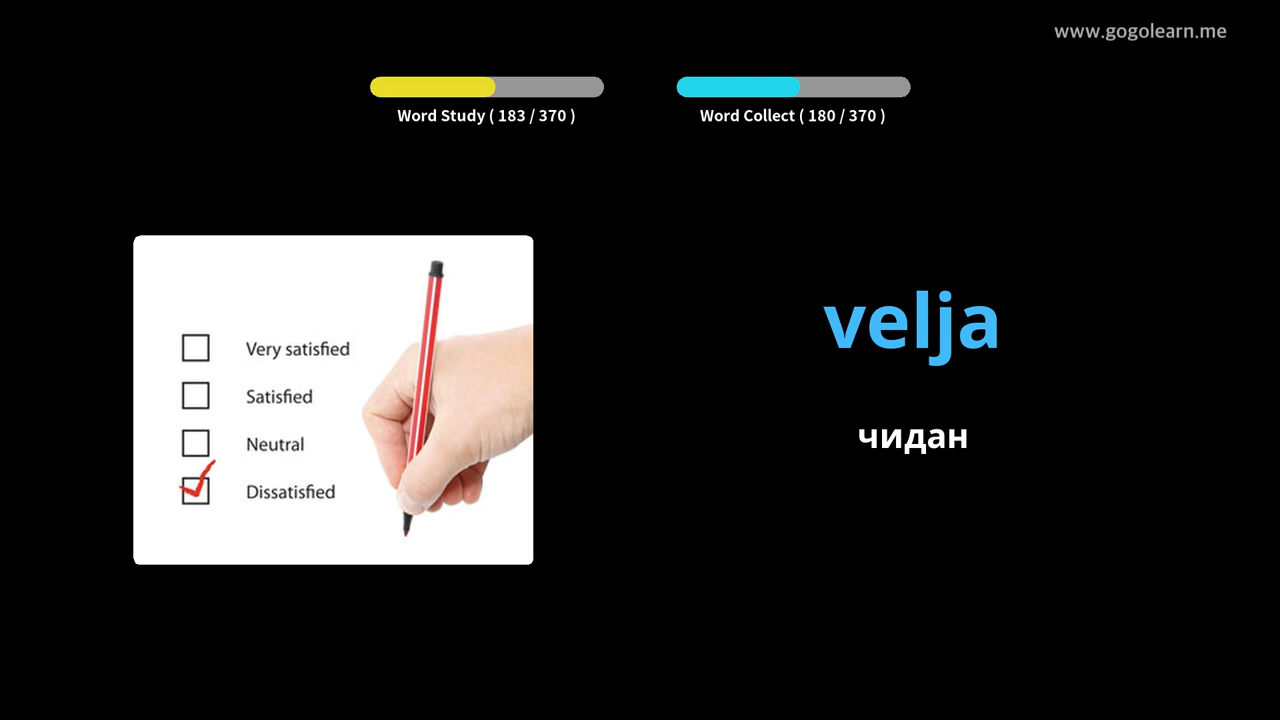 www.gogolearn.me
Word Study ( 183 / 370 )
Word Collect ( 180 / 370 )
Very satisfied
Satisfied
Neutral
Dissatisfied
velja
чидан